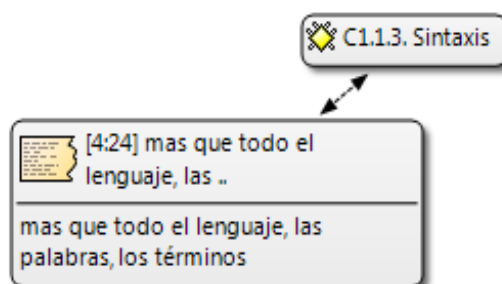 C1.1.3. Sintaxis
[4:24] mas que todo el
lenguaje, las ..
mas que todo el lenguaje, las
palabras, los términos